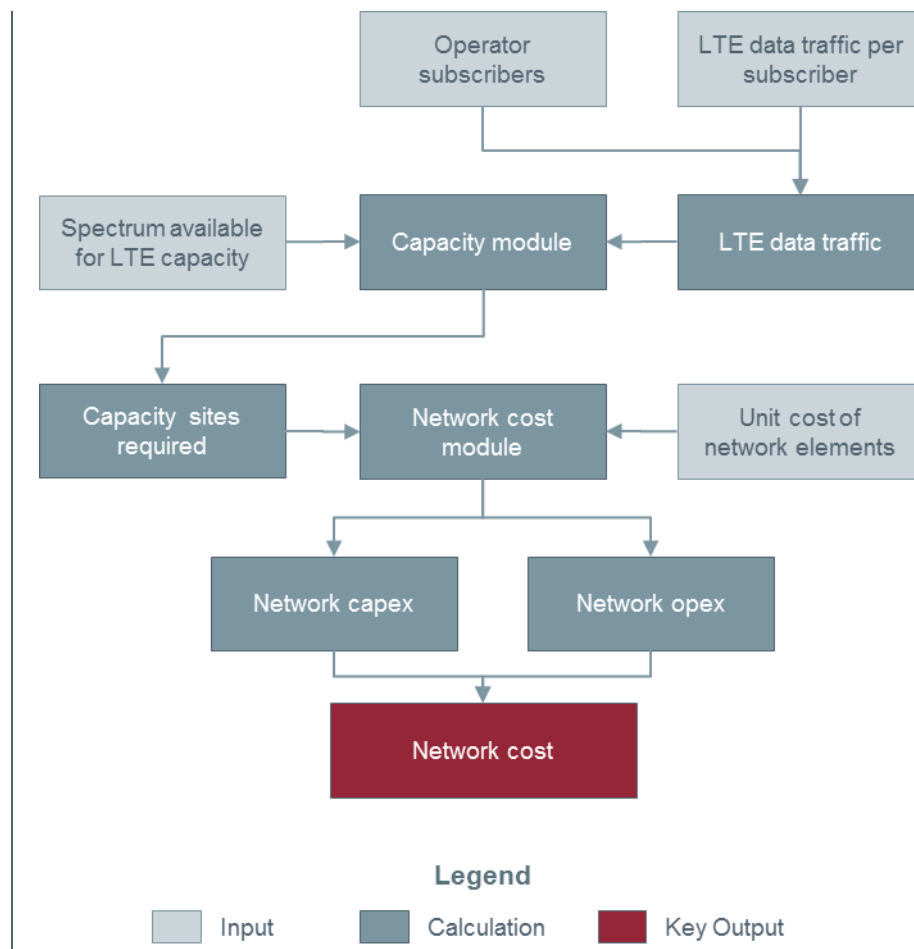 Operator
subscribers
LTE data traffic per
subscriber
Spectrum available
for LTE capacity
Capacity module
LTE data traffic
Capacity sites
required
Network cost
module
Unit cost of
network elements
Network capex
Network opex
Network cost
Legend
Input
Calculation
Key Output